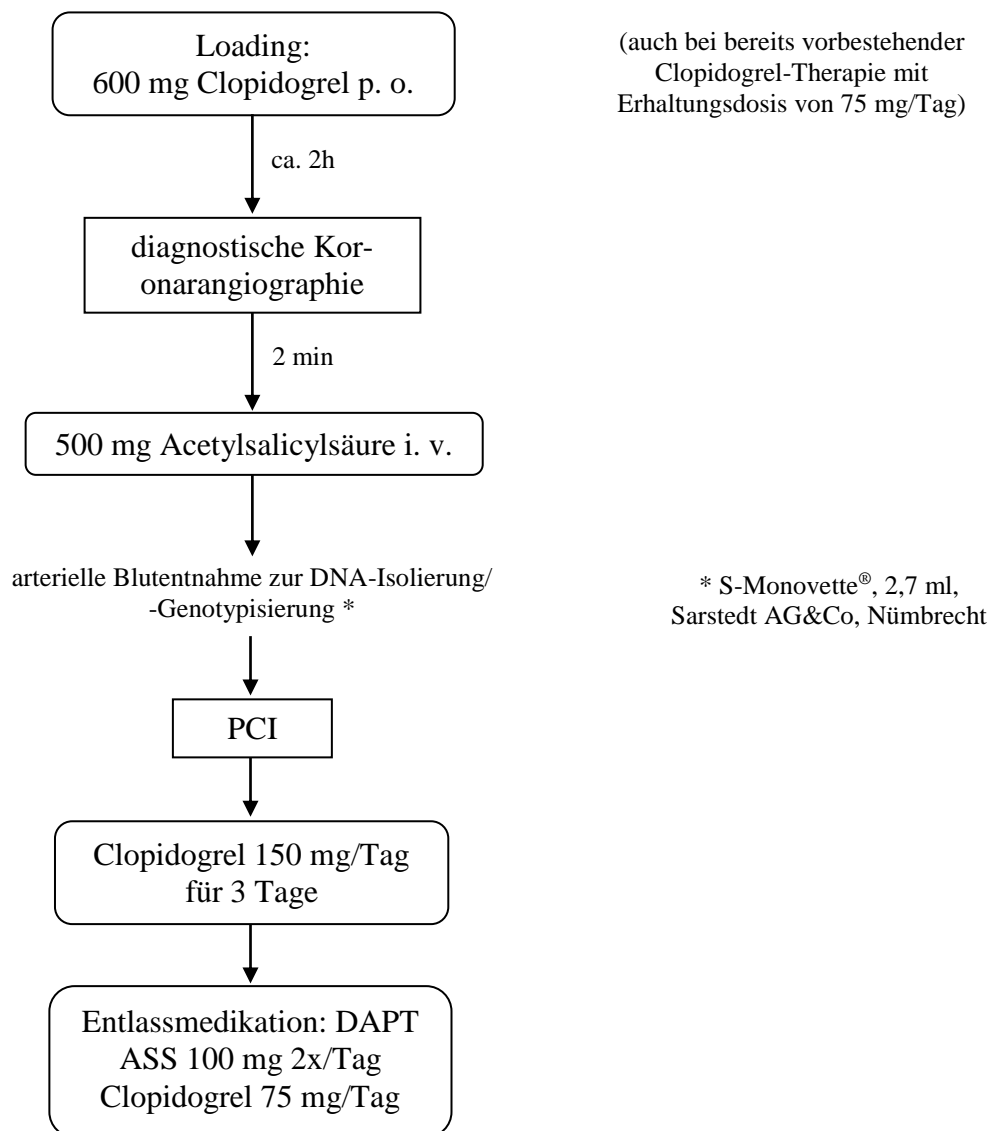 Loading:
600 mg Clopidogrel p. o.
(auch bei bereits vorbestehender
Clopidogrel-Therapie mit
Erhaltungsdosis von 75 mg/Tag)
ca. 2h
diagnostische Kor-
onarangiographie
2 min
500 mg Acetylsalicylsäure i. v.
arterielle Blutentnahme zur DNA-Isolierung/
-Genotypisierung *
* S-Monovette®, 2,7 ml,
Sarstedt AG&Co, Nümbrecht
PCI
Clopidogrel 150 mg/Tag
für 3 Tage
Entlassmedikation: DAPT
ASS 100 mg 2x/Tag
Clopidogrel 75 mg/Tag